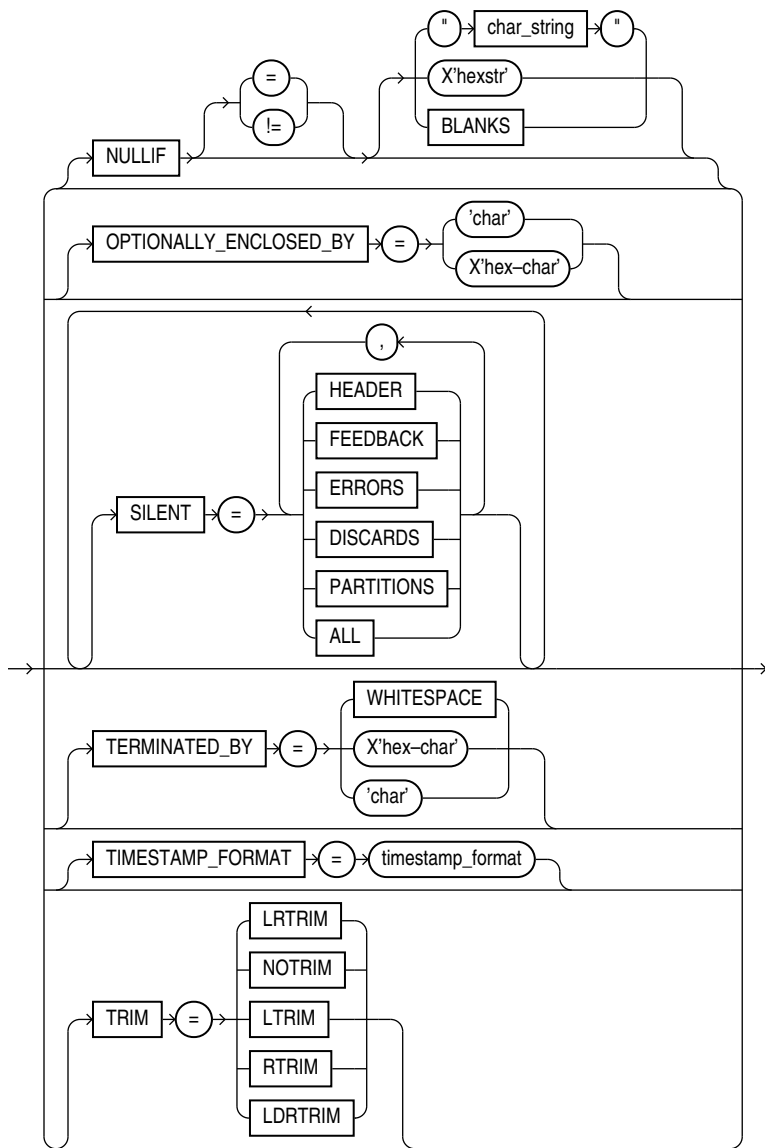 " char_string "
=
X'hexstr'
!=
BLANKS
NULLIF
'char'
OPTIONALLY_ENCLOSED_BY =
X'hex–char'
,
HEADER
FEEDBACK
ERRORS
SILENT =
DISCARDS
PARTITIONS
ALL
WHITESPACE
TERMINATED_BY = X'hex–char'
'char'
TIMESTAMP_FORMAT = timestamp_format
LRTRIM
NOTRIM
TRIM = LTRIM
RTRIM
LDRTRIM